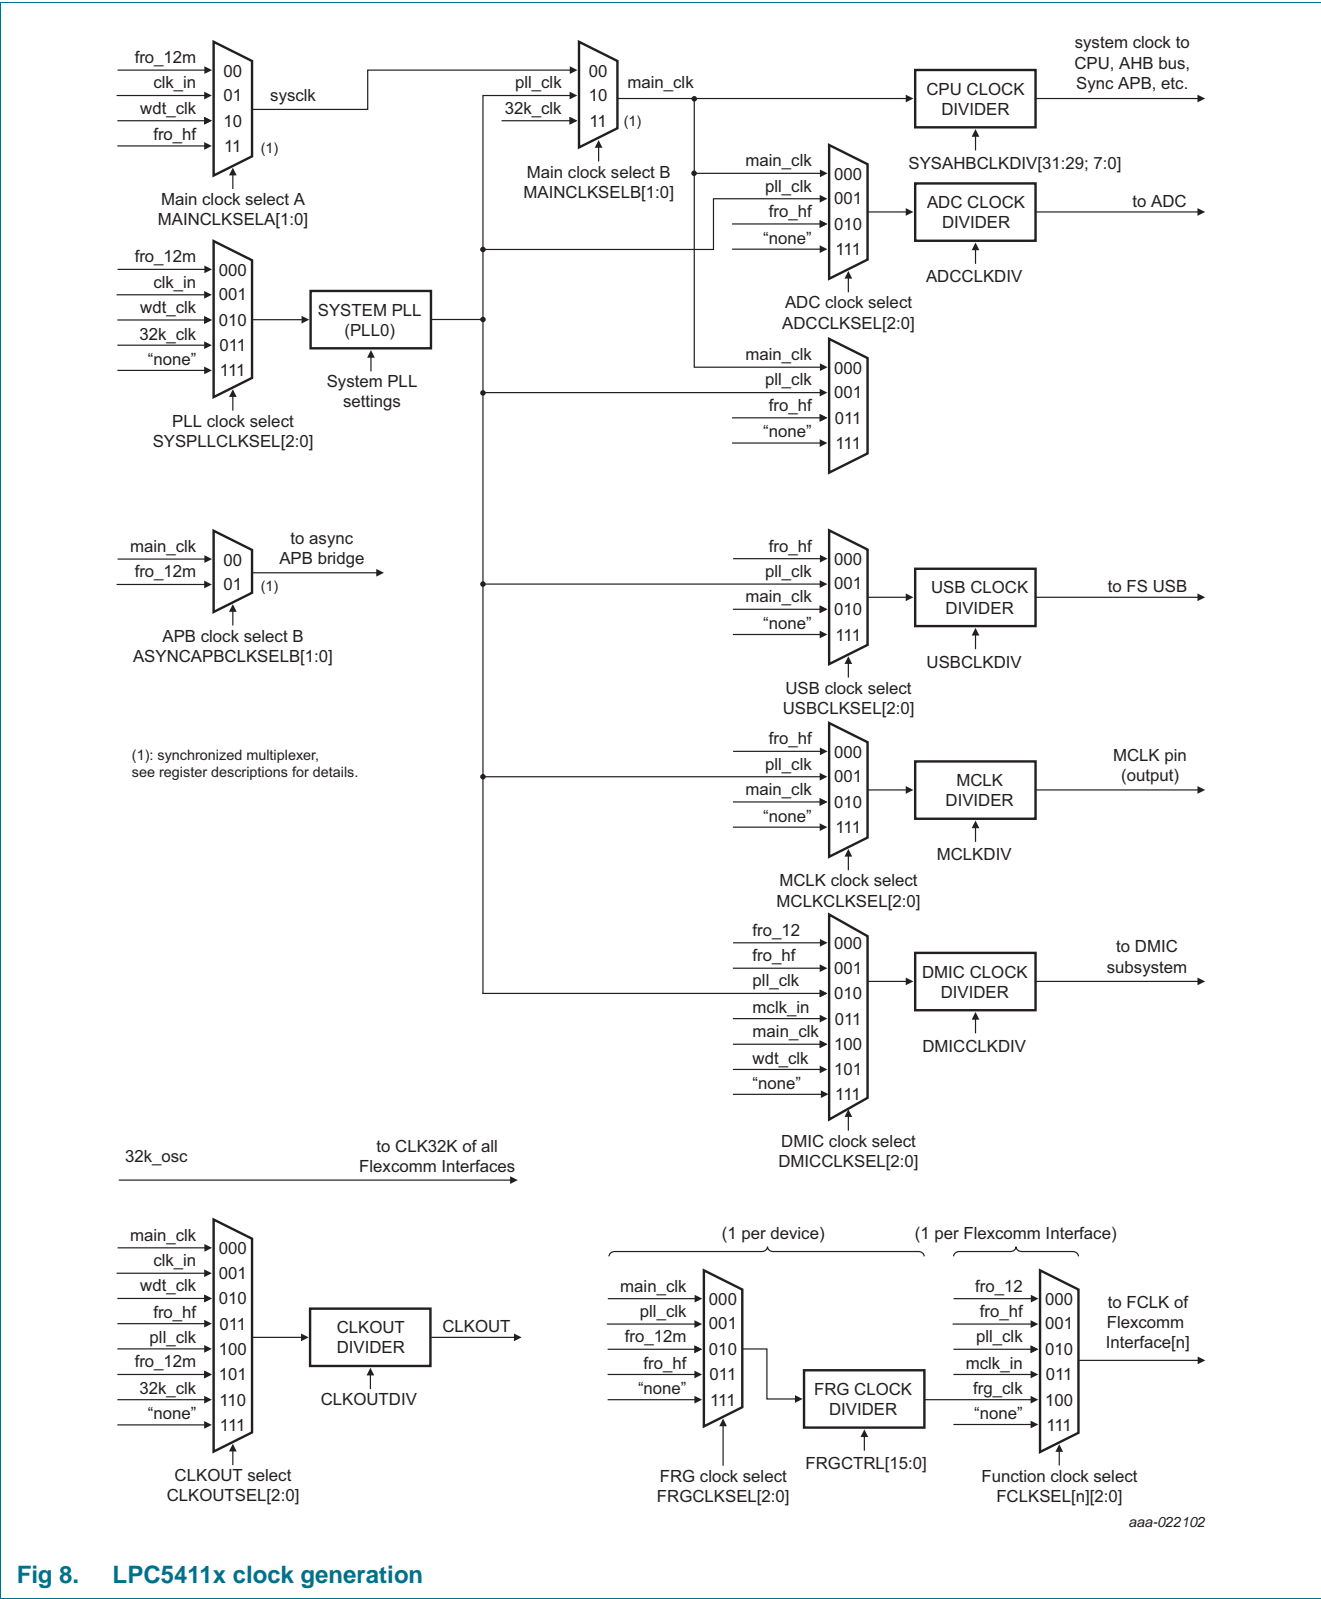 fro_12m
clk_in
wdt_clk
fro_hf
00
01
10
11
(1)
sysclk
Main clock select A
MAINCLKSELA[1:0]
pll_clk
32k_clk
00
10
11
(1)
main_clk
Main clock select B
MAINCLKSELB[1:0]
CPU CLOCK
DIVIDER
SYSAHBCLKDIV[31:29; 7:0]
system clock to
CPU, AHB bus,
Sync APB, etc.
main_clk
pll_clk
fro_hf
“none”
000
001
010
111
ADC clock select
ADCCLKSEL[2:0]
ADC CLOCK
DIVIDER
ADCCLKDIV
to ADC
fro_12m
clk_in
wdt_clk
32k_clk
“none”
000
001
010
011
111
PLL clock select
SYSPLLCLKSEL[2:0]
SYSTEM PLL
(PLL0)
System PLL
settings
main_clk
pll_clk
fro_hf
“none”
000
001
011
111
main_clk
fro_12m
00
01
(1)
to async
APB bridge
APB clock select B
ASYNCAPBCLKSELB[1:0]
fro_hf
pll_clk
main_clk
“none”
000
001
010
111
USB clock select
USBCLKSEL[2:0]
USB CLOCK
DIVIDER
USBCLKDIV
to FS USB
(1): synchronized multiplexer,
see register descriptions for details.
fro_hf
pll_clk
main_clk
“none”
000
001
010
111
MCLK clock select
MCLKCLKSEL[2:0]
MCLK
DIVIDER
MCLKDIV
MCLK pin
(output)
fro_12
fro_hf
pll_clk
mclk_in
main_clk
wdt_clk
“none”
000
001
010
011
100
101
111
DMIC clock select
DMICCLKSEL[2:0]
DMIC CLOCK
DIVIDER
DMICCLKDIV
to DMIC
subsystem
32k_osc
to CLK32K of all
Flexcomm Interfaces
main_clk
clk_in
wdt_clk
fro_hf
pll_clk
fro_12m
32k_clk
“none”
000
001
010
011
100
101
110
111
CLKOUT select
CLKOUTSEL[2:0]
CLKOUT
DIVIDER
CLKOUTDIV
CLKOUT
(1 per device)
main_clk
pll_clk
fro_12m
fro_hf
“none”
000
001
010
011
111
FRG clock select
FRGCLKSEL[2:0]
FRG CLOCK
DIVIDER
FRGCTRL[15:0]
(1 per Flexcomm Interface)
fro_12
fro_hf
pll_clk
mclk_in
frg_clk
“none”
000
001
010
011
100
111
Function clock select
FCLKSEL[n][2:0]
to FCLK of
Flexcomm
Interface[n]
aaa-022102
Fig 8. LPC5411x clock generation